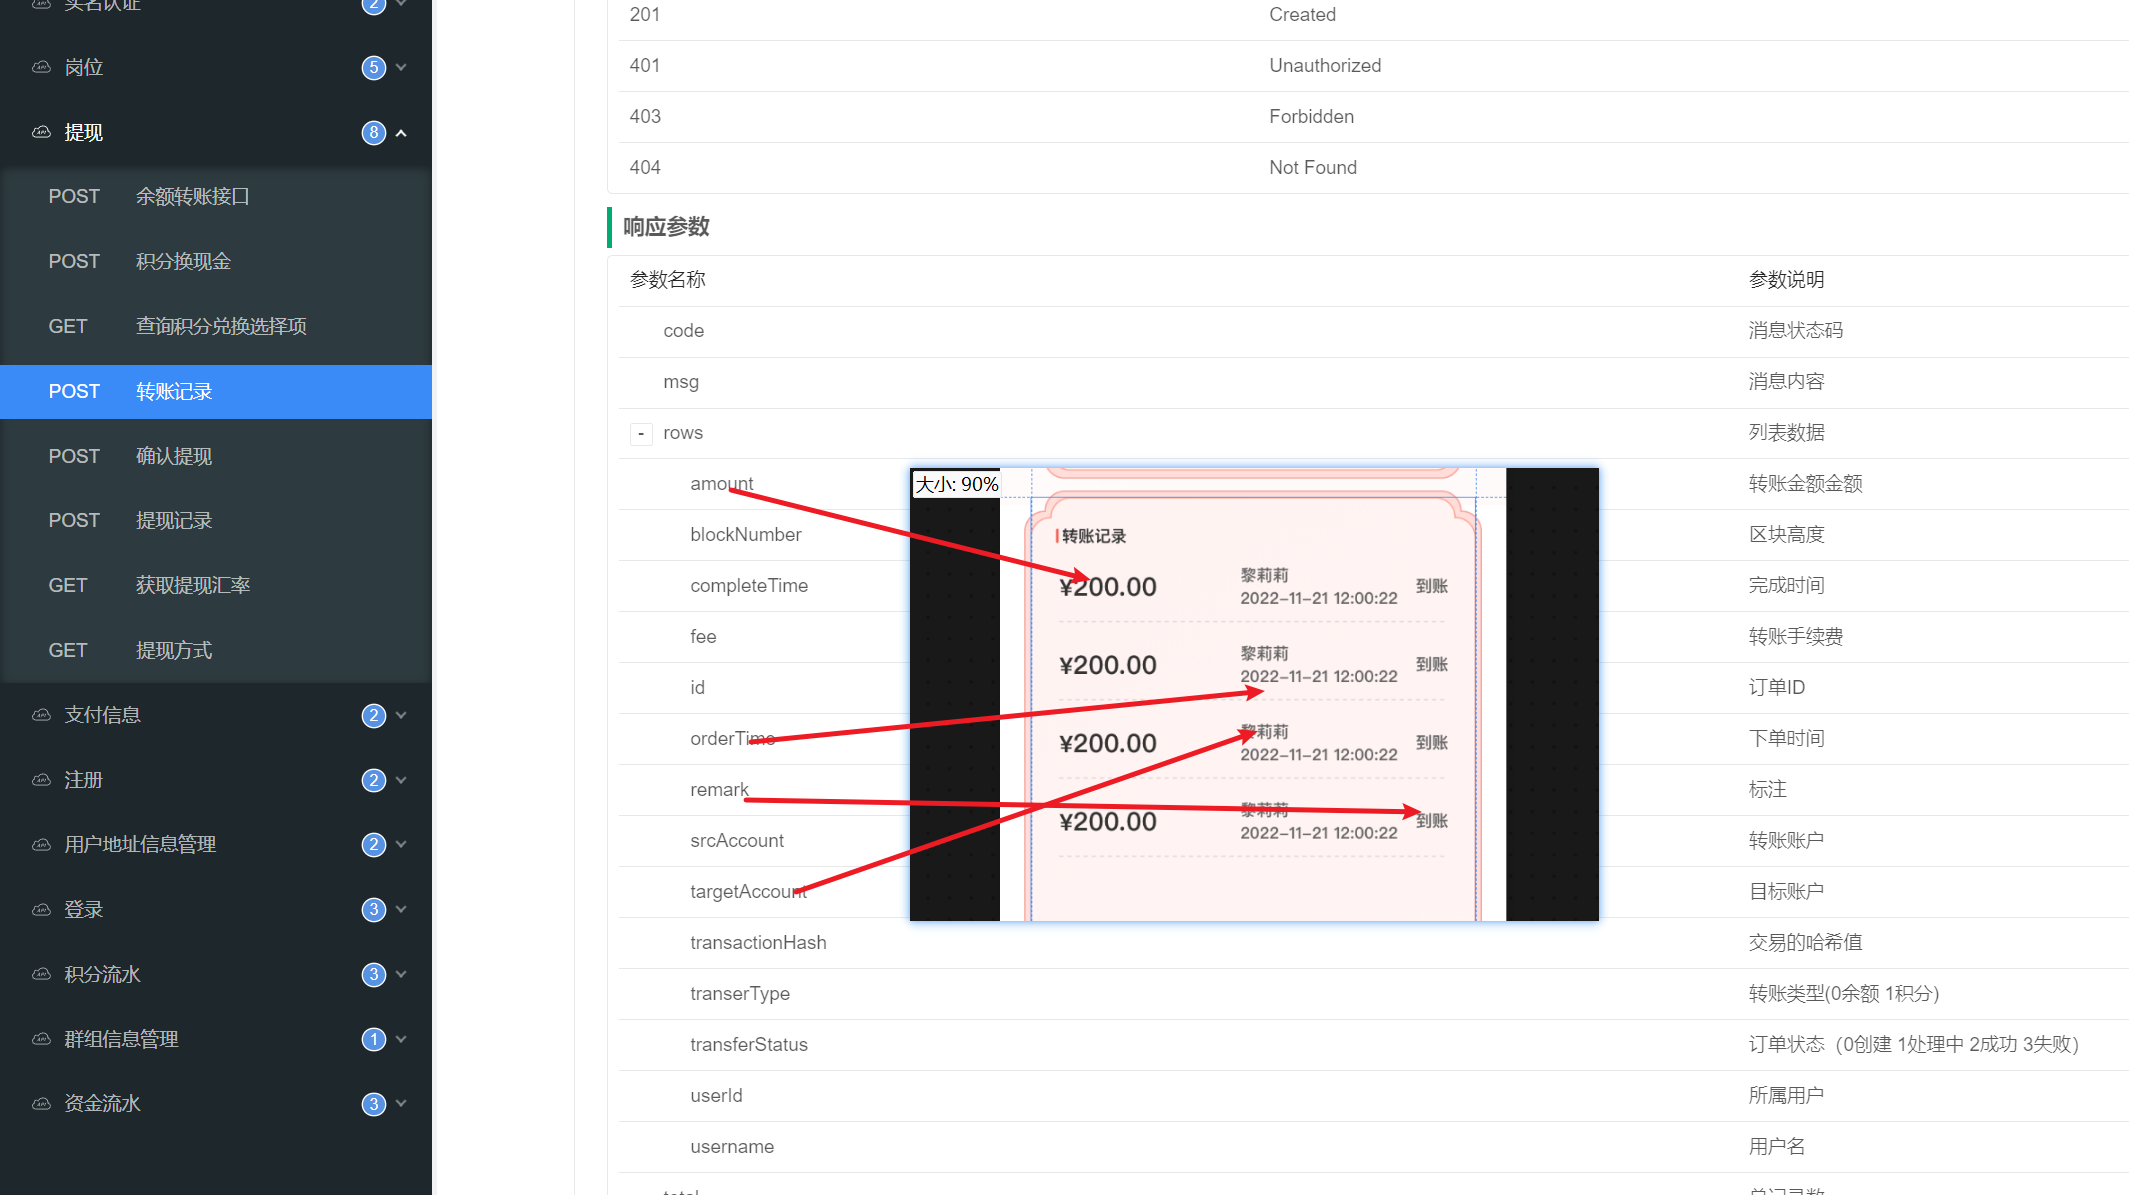 实名认证 2
岗位 5
提现 8
POST 余额转账接口
POST 积分换现金
GET 查询积分兑换选择项
POST 转账记录
POST 确认提现
POST 提现记录
GET 获取提现汇率
GET 提现方式
支付信息 2
注册 2
用户地址信息管理 2
登录 3
积分流水 3
群组信息管理 1
资金流水 3
201 Created
401 Unauthorized
403 Forbidden
404 Not Found
响应参数
参数名称 参数说明
code 消息状态码
msg 消息内容
- rows 列表数据
amount 转账金额金额
blockNumber 区块高度
completeTime 完成时间
fee 转账手续费
id 订单ID
orderTime 下单时间
remark 标注
srcAccount 转账账户
targetAccount 目标账户
transactionHash 交易的哈希值
transerType 转账类型(0余额 1积分)
transferStatus 订单状态（0创建 1处理中 2成功 3失败）
userId 所属用户
username 用户名
total 总记录数
大小: 90%
转账记录
¥200.00 黎莉莉 到账
2022-11-21 12:00:22
¥200.00 黎莉莉 到账
2022-11-21 12:00:22
¥200.00 黎莉莉 到账
2022-11-21 12:00:22
¥200.00 黎莉莉 到账
2022-11-21 12:00:22